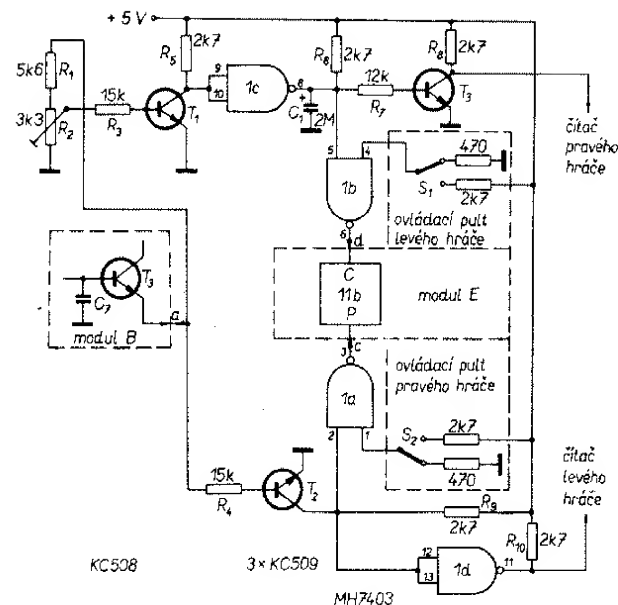 + 5 V
R5 2k7
R6 2k7
R8 2k7
5k6 R1
3k3 R2
15k
R3
T1
9
10
1c
8
+
C1
2M
12k
R7
T3
čítač
pravého
hráče
5
4
1b
6
d
470
S1
2k7
ovládací pult
levého hráče
T3
C7
modul B
a
C
11b
P
modul E
3
c
1a
2
1
ovládací pult
pravého hráče
S2
2k7
470
čítač
levého
hráče
15k
R4
T2
R9
2k7
R10 2k7
12
13
1d
11
KC508
3 × KC509
MH7403